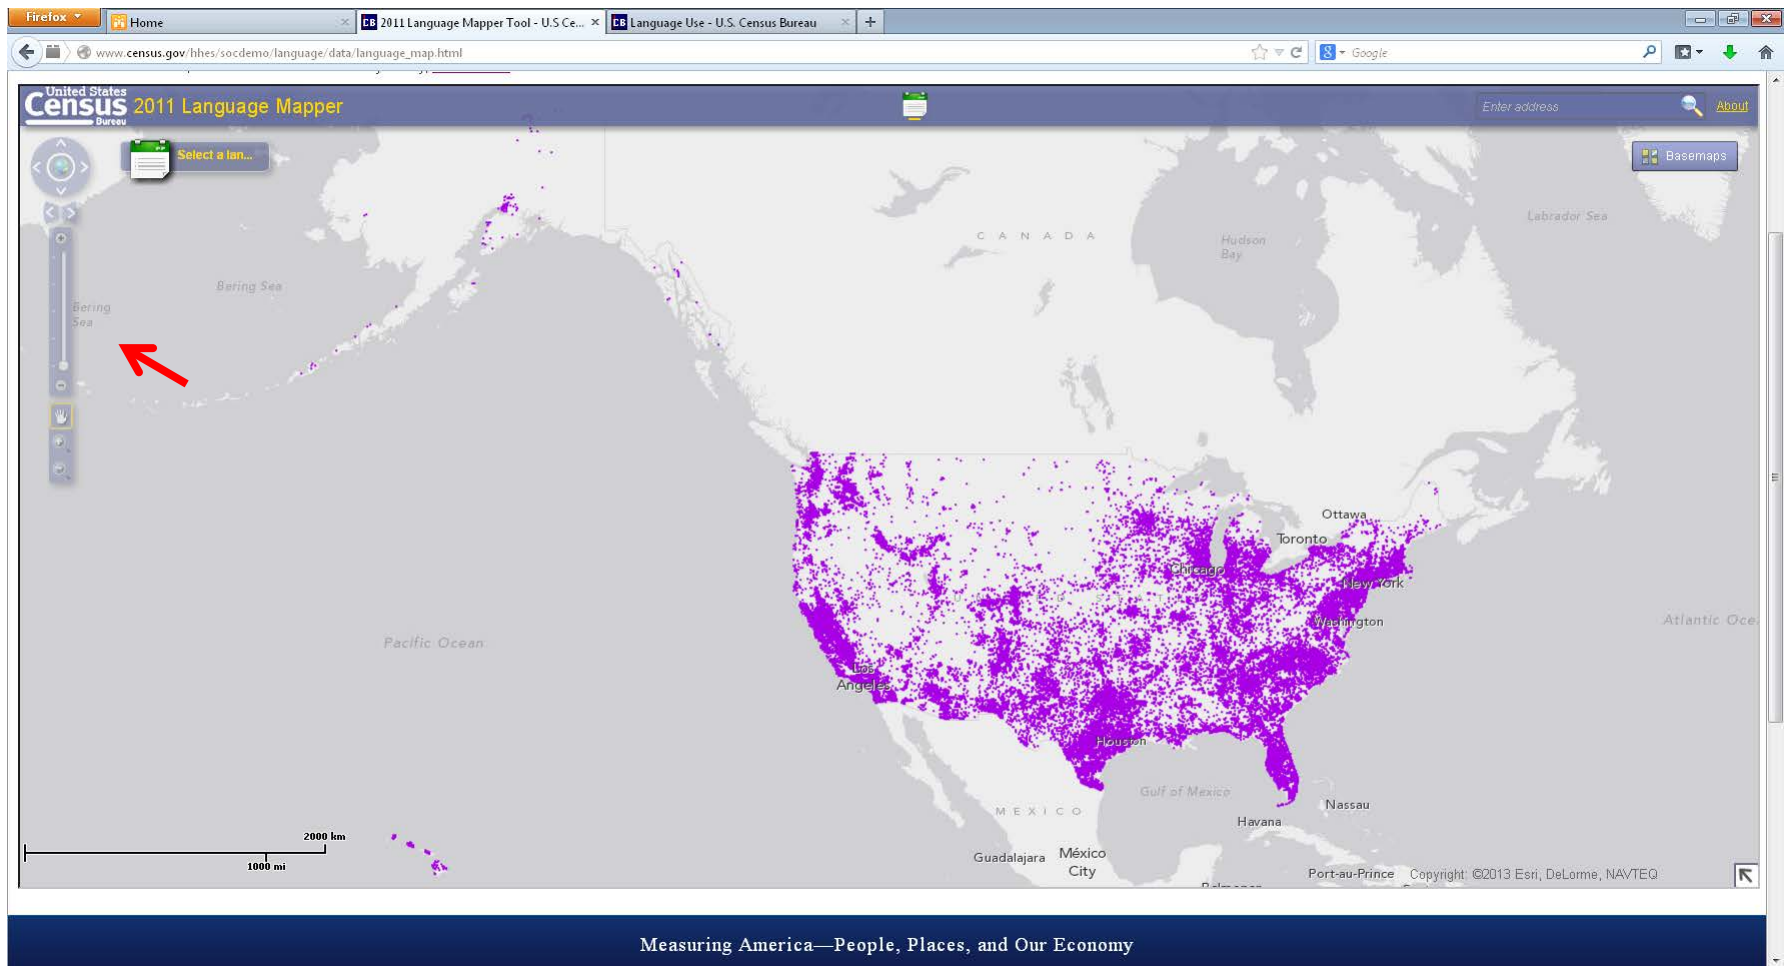 Firefox
Home
2011 Language Mapper Tool - U.S Ce...
Language Use - U.S. Census Bureau
www.census.gov/hhes/socdemo/language/data/language_map.html
Google
United States
Census
Bureau
2011 Language Mapper
Enter address
About
Select a lan...
Basemaps
Labrador Sea
CANADA
Hudson
Bay
Bering Sea
Bering
Sea
Ottawa
Toronto
Chicago
New York
Washington
Atlantic Oce
Pacific Ocean
Los
Angeles
Houston
Gulf of Mexico
MEXICO
Nassau
Havana
2000 km
1000 mi
Guadalajara
México
City
Port-au-Prince
Copyright: ©2013 Esri, DeLorme, NAVTEQ
Measuring America—People, Places, and Our Economy